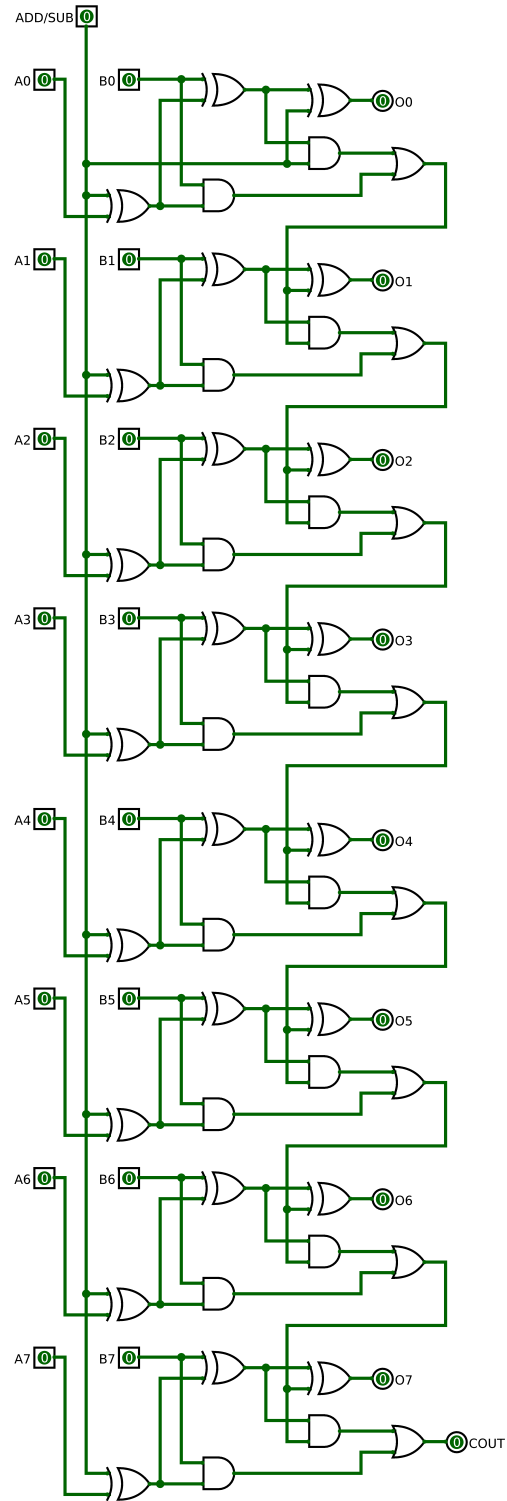 ADD/SUB 0
A0 0 B0 0 0 O0
A1 0 B1 0 0 O1
A2 0 B2 0 0 O2
A3 0 B3 0 0 O3
A4 0 B4 0 0 O4
A5 0 B5 0 0 O5
A6 0 B6 0 0 O6
A7 0 B7 0 0 O7
0 COUT